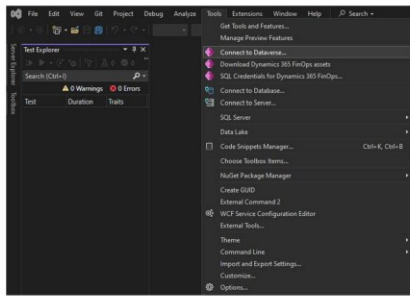 File Edit View Git Project Debug Analyze Tools Extensions Window Help Search
Server Explorer
Toolbox
Test Explorer
Search (Ctrl+I)
0 Warnings 0 Errors
Test Duration Traits
Get Tools and Features...
Manage Preview Features
Connect to Dataverse...
Download Dynamics 365 FinOps assets
SQL Credentials for Dynamics 365 FinOps...
Connect to Database...
Connect to Server...
SQL Server
Data Lake
Code Snippets Manager... Ctrl+K, Ctrl+B
Choose Toolbox Items...
NuGet Package Manager
Create GUID
External Command 2
WCF Service Configuration Editor
External Tools...
Theme
Command Line
Import and Export Settings...
Customize...
Options...